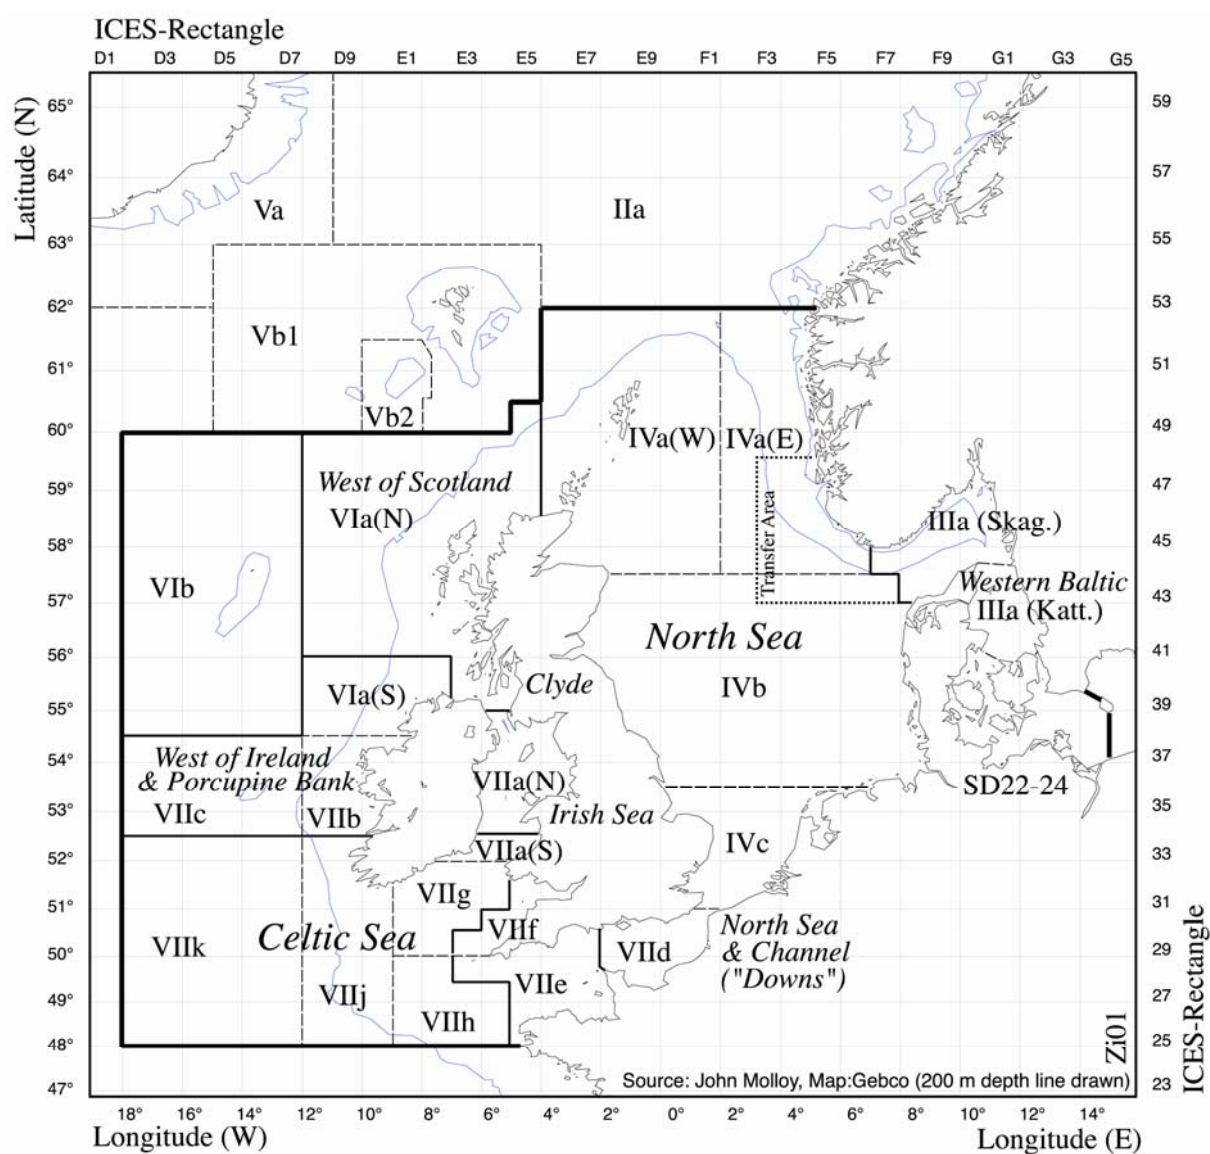 ICES-Rectangle
D1 D3 D5 D7 D9 E1 E3 E5 E7 E9 F1 F3 F5 F7 F9 G1 G3 G5
Latitude (N)
65° 59
64° 57
Va IIa
63° 55
62° 53
Vb1
61° 51
Vb2
60° 49
IVa(W) IVa(E)
West of Scotland
59° 47
VIa(N) IIIa (Skag.)
58° 45
Transfer Area
VIb Western Baltic
57° 43
IIIa (Katt.)
North Sea
56° 41
VIa(S) Clyde IVb
55° 39
West of Ireland
& Porcupine Bank
54° 37
VIIa(N) SD22-24
53° 35
VIIc VIIb Irish Sea
VIIa(S) IVc
52° 33
VIIg
51° 31
VIIf North Sea
& Channel
("Downs")
Celtic Sea
VIIk VIId
50° 29
VIIj VIIe
49° 27
VIIh
48° 25
Zi01
ICES-Rectangle
47° 23
Source: John Molloy, Map:Gebco (200 m depth line drawn)
18° 16° 14° 12° 10° 8° 6° 4° 2° 0° 2° 4° 6° 8° 10° 12° 14°
Longitude (W) Longitude (E)